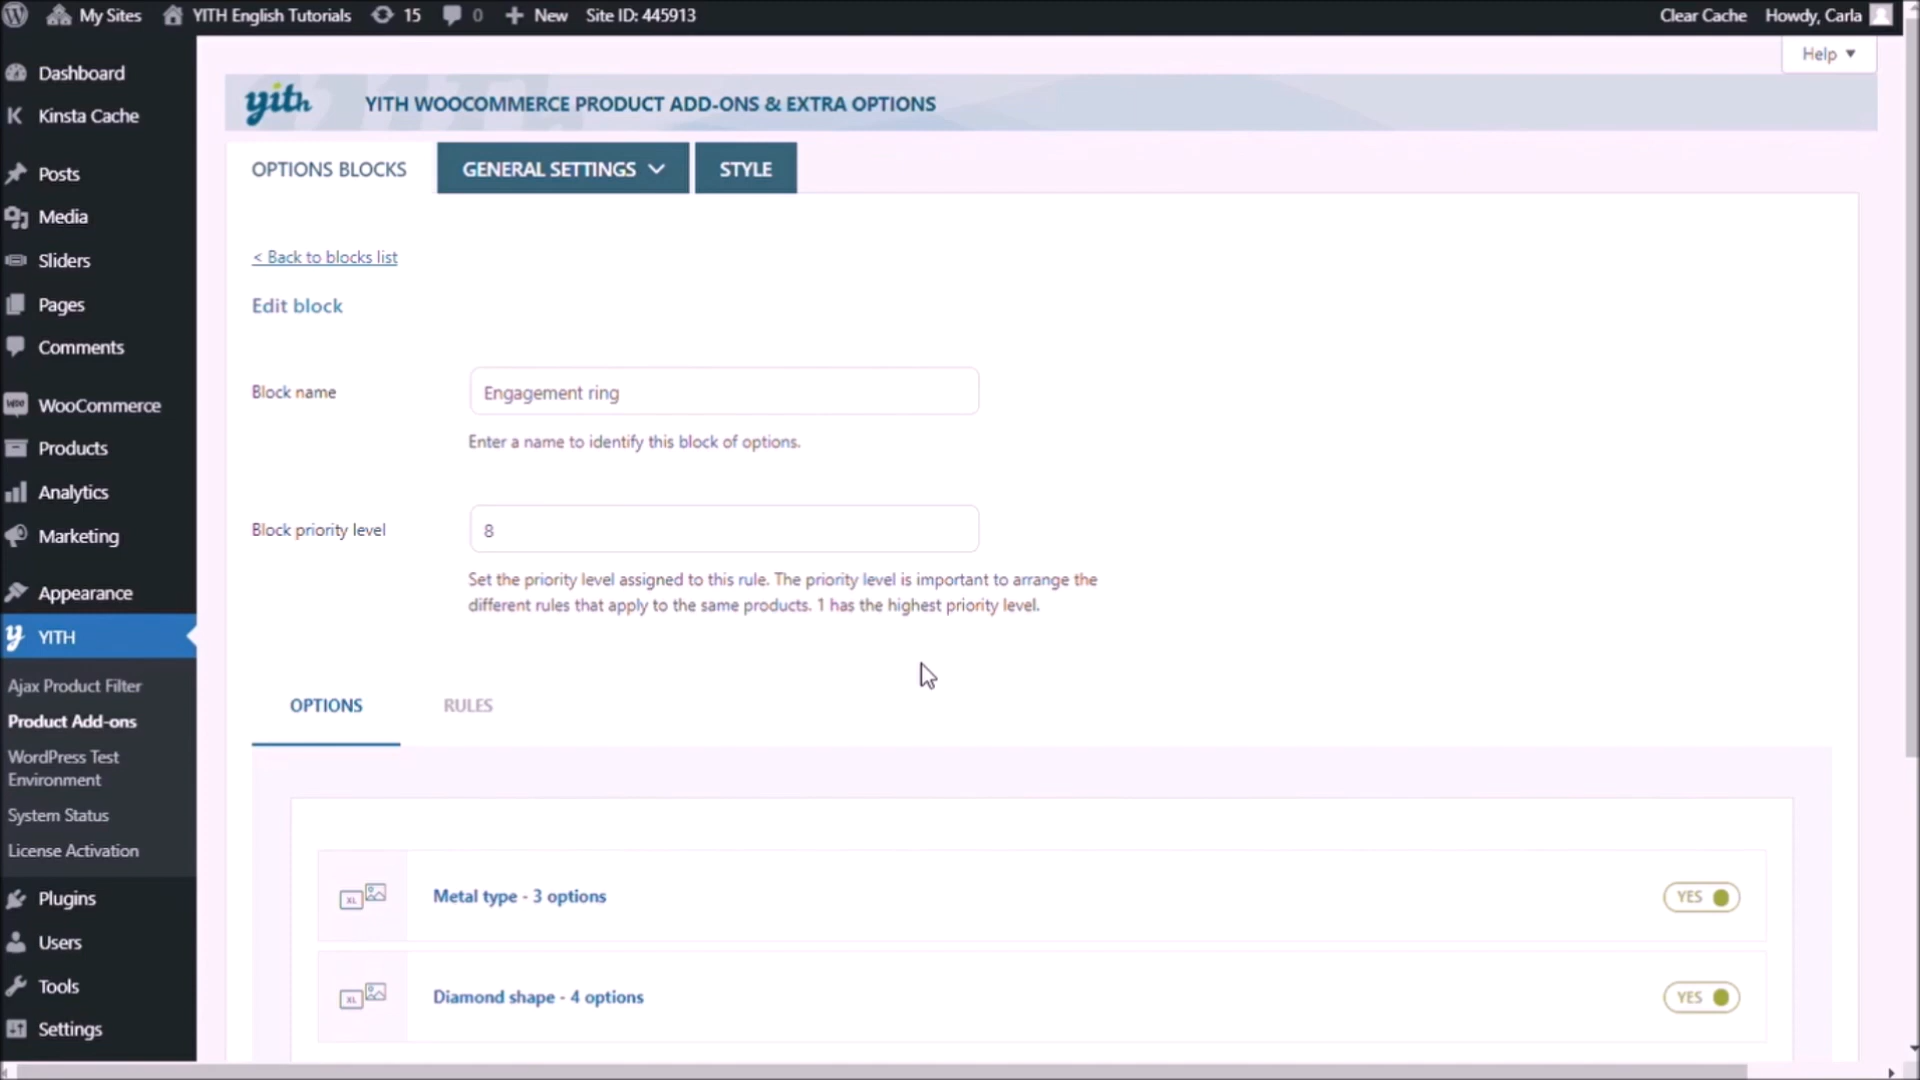 My Sites
YITH English Tutorials
15
0
New
Site ID: 445913
Clear Cache
Howdy, Carla
Help
Dashboard
Kinsta Cache
Posts
Media
Sliders
Pages
Comments
WooCommerce
Products
Analytics
Marketing
Appearance
YITH
Ajax Product Filter
Product Add-ons
WordPress Test
Environment
System Status
License Activation
Plugins
Users
Tools
Settings
yith
YITH WOOCOMMERCE PRODUCT ADD-ONS & EXTRA OPTIONS
OPTIONS BLOCKS
GENERAL SETTINGS
STYLE
< Back to blocks list
Edit block
Block name
Engagement ring
Enter a name to identify this block of options.
Block priority level
8
Set the priority level assigned to this rule. The priority level is important to arrange the
different rules that apply to the same products. 1 has the highest priority level.
OPTIONS
RULES
XL
Metal type - 3 options
YES
XL
Diamond shape - 4 options
YES